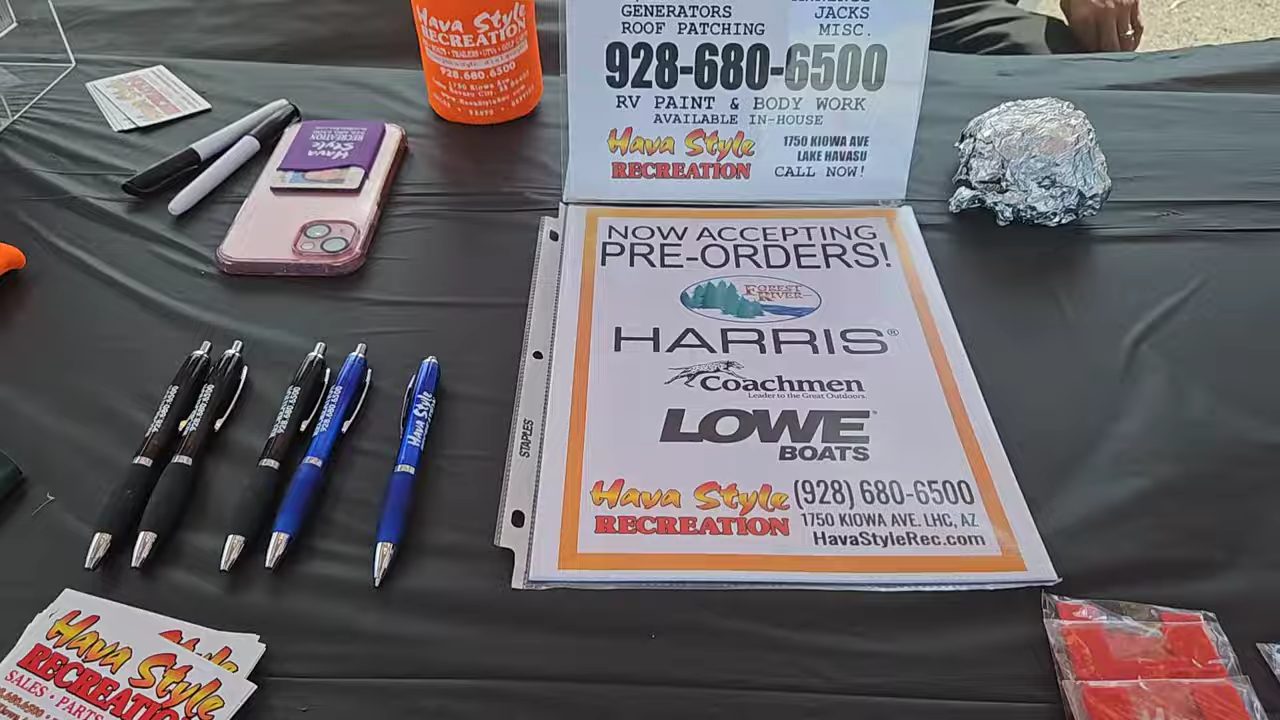 Hava Style
RECREATION
928.680.6500
GENERATORS
JACKS
ROOF PATCHING
MISC.
928-680-6500
RV PAINT & BODY WORK
AVAILABLE IN-HOUSE
Hava Style
RECREATION
1750 KIOWA AVE
LAKE HAVASU
CALL NOW!
Hava Style
RECREATION
NOW ACCEPTING
PRE-ORDERS!
FOREST
RIVER
HARRIS®
Coachmen
Leader to the Great Outdoors.
LOWE
BOATS
Hava Style
RECREATION
(928) 680-6500
1750 KIOWA AVE. LHC, AZ
HavaStyleRec.com
STAPLES
Hava Style
Hava Style
RECREATION
SALES • PARTS